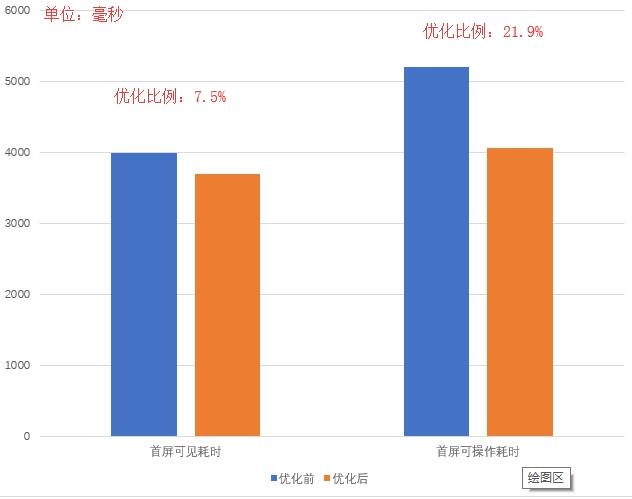 单位：毫秒
6000
优化比例：21.9%
5000
优化比例：7.5%
4000
3000
2000
1000
0
首屏可见耗时
首屏可操作耗时
优化前
优化后
绘图区